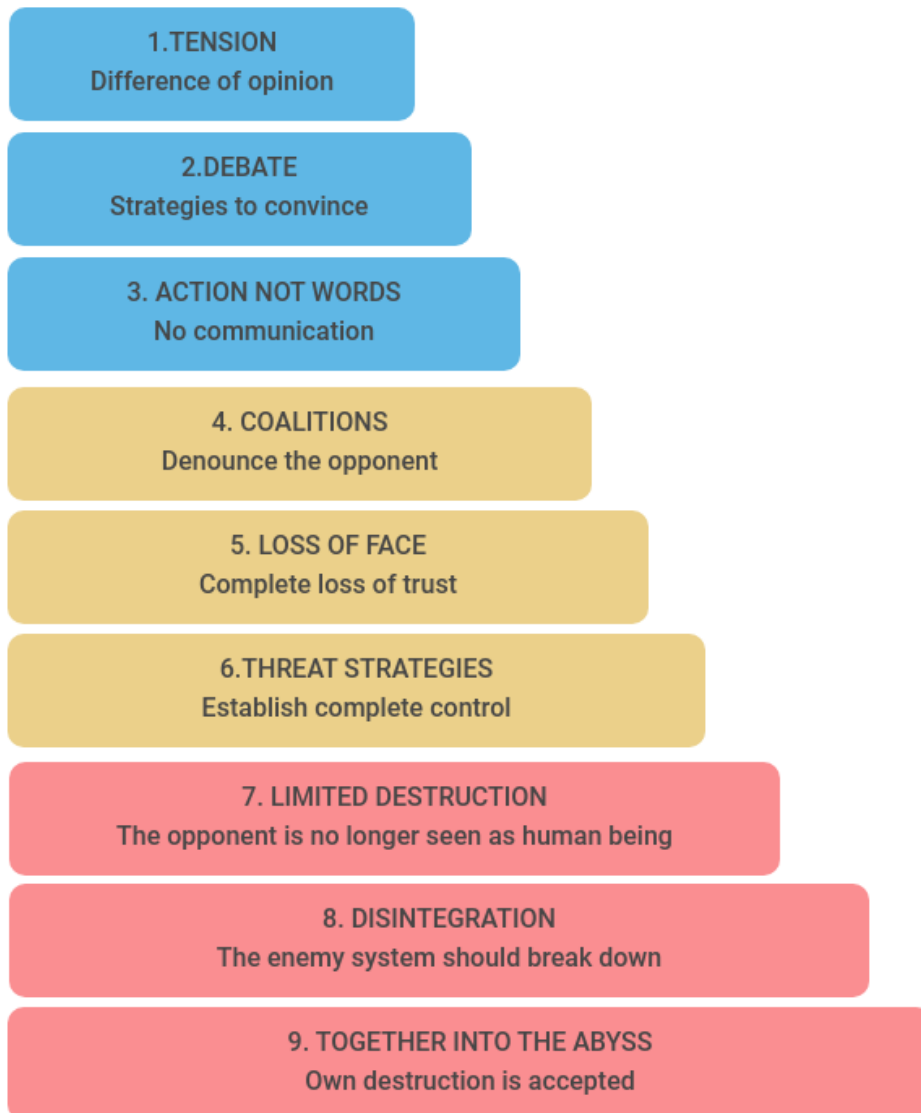 1.TENSION
Difference of opinion
2.DEBATE
Strategies to convince
3. ACTION NOT WORDS
No communication
4. COALITIONS
Denounce the opponent
5. LOSS OF FACE
Complete loss of trust
6.THREAT STRATEGIES
Establish complete control
7. LIMITED DESTRUCTION
The opponent is no longer seen as human being
8. DISINTEGRATION
The enemy system should break down
9. TOGETHER INTO THE ABYSS
Own destruction is accepted